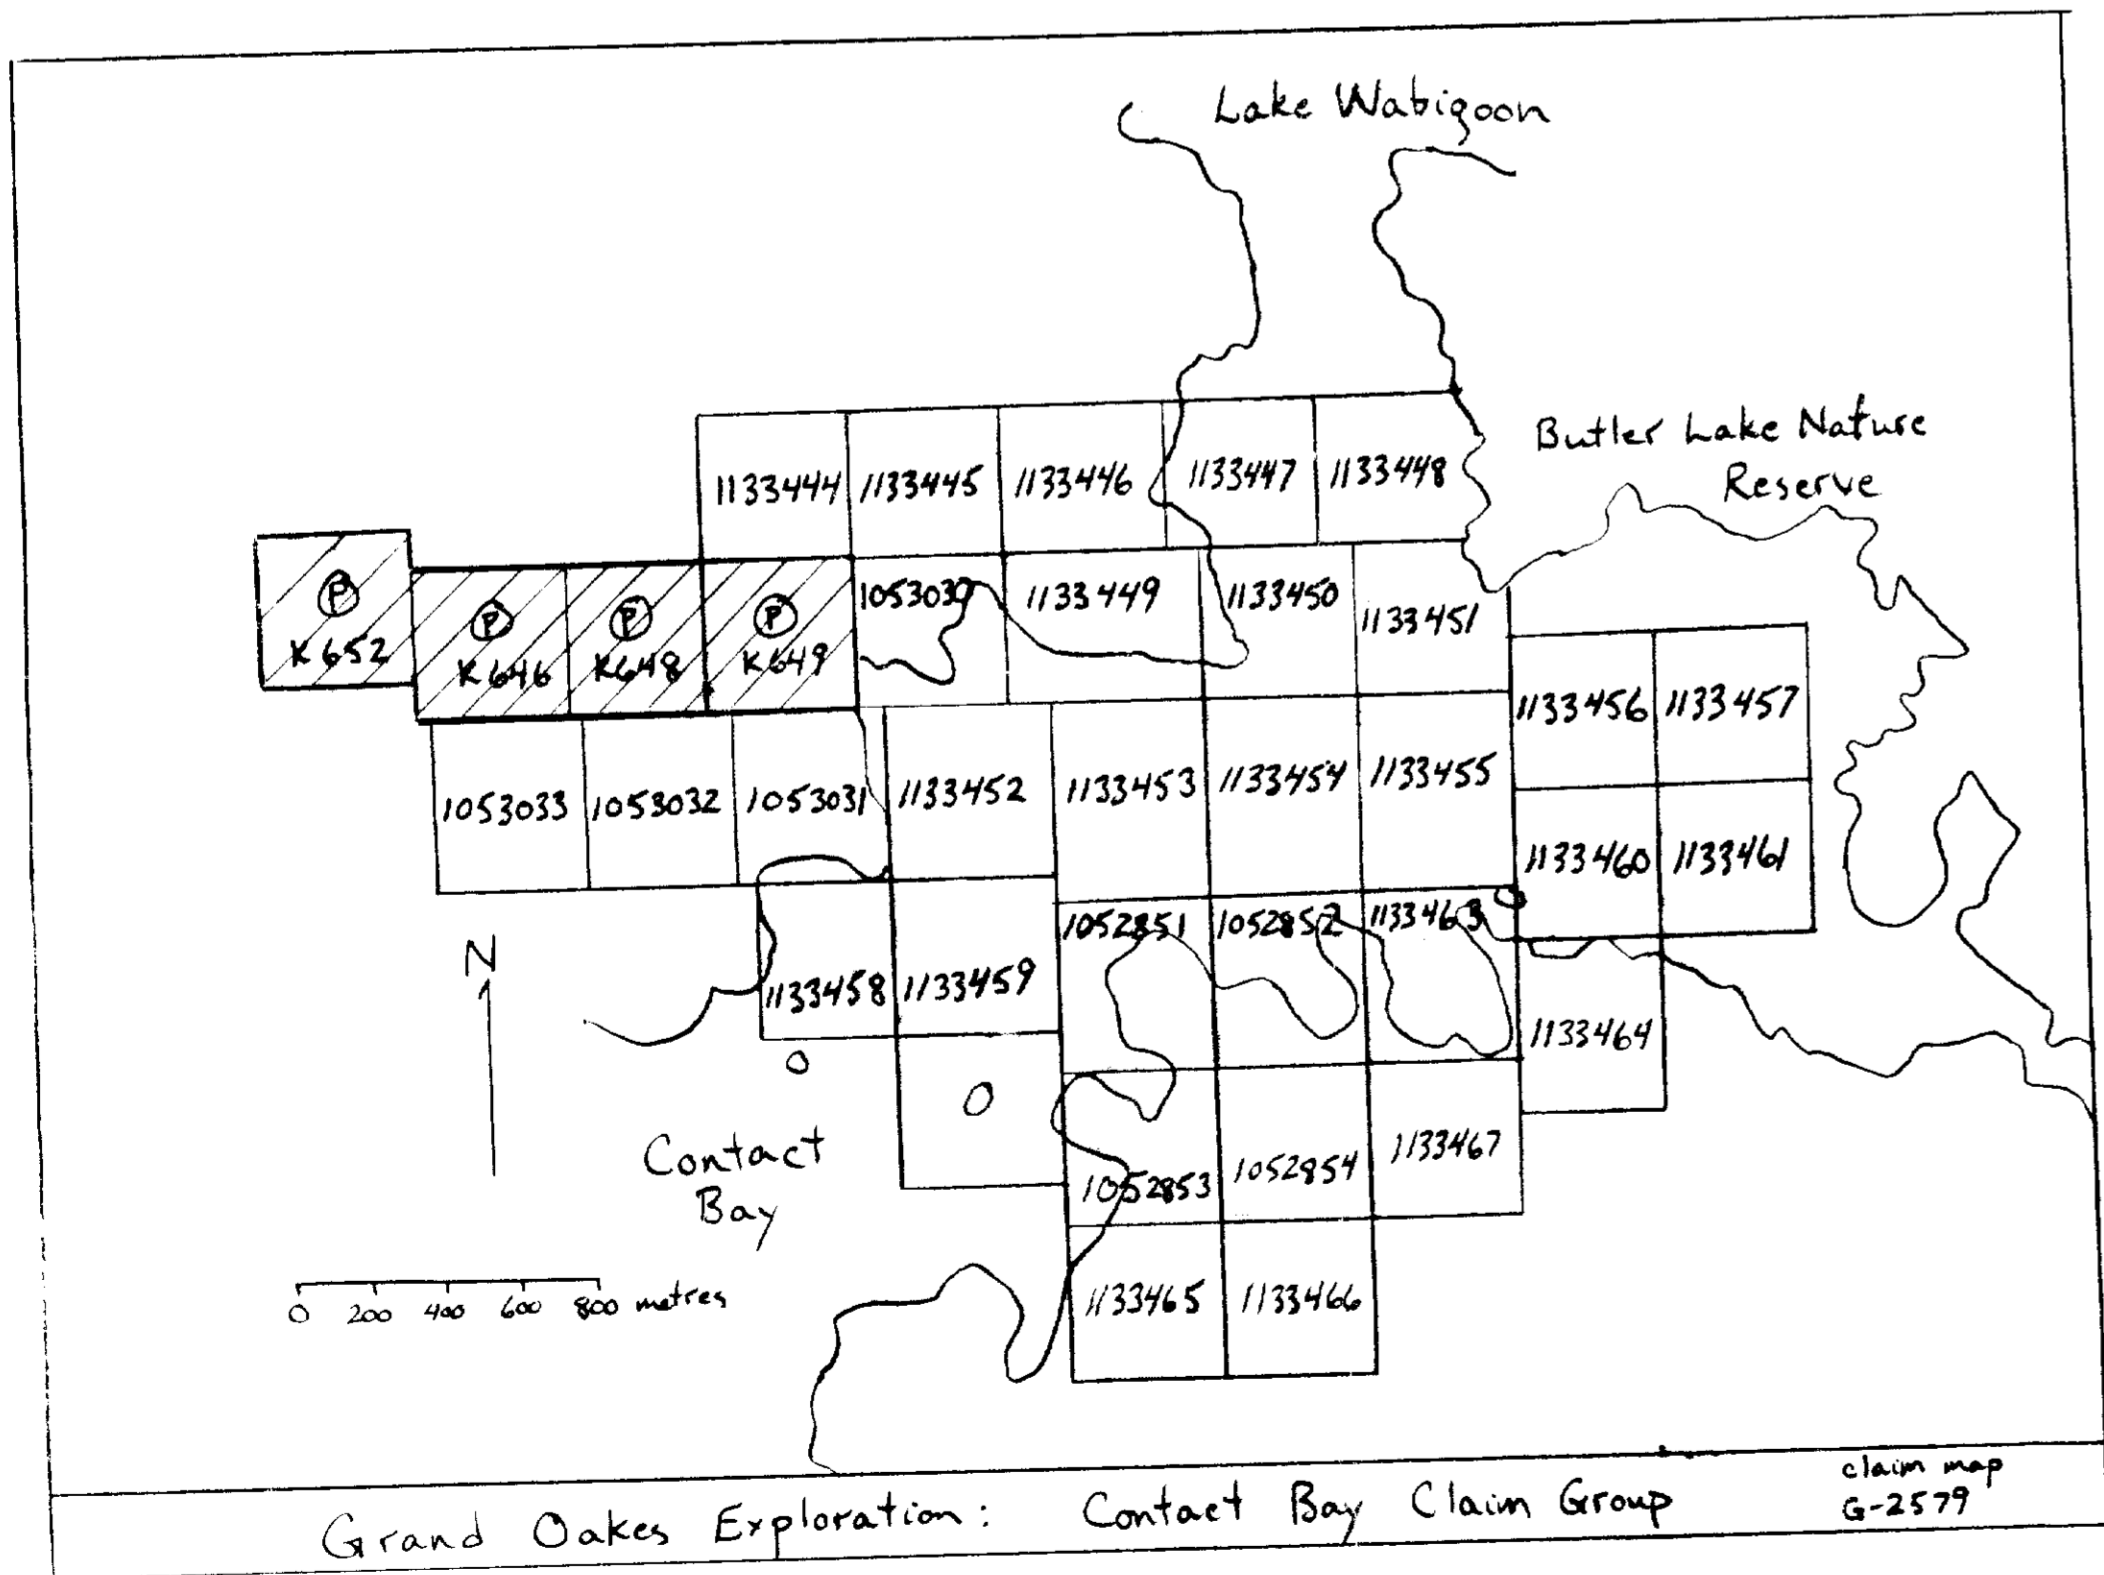 Lake Wabigoon
Butler Lake Nature
Reserve
1133444 1133445 1133446 1133447 1133448
P P P P
K652 K646 K648 K649
1053030 1133449 1133450 1133451
1133456 1133457
1053033 1053032 1053031 1133452 1133453 1133454 1133455
1133460 1133461
1052851 1052852 1133463
N
1133458 1133459
1133464
Contact
Bay
1052853 1052854 1133467
1133465 1133466
0 200 400 600 800 metres
Grand Oakes Exploration: Contact Bay Claim Group
claim map
G-2579